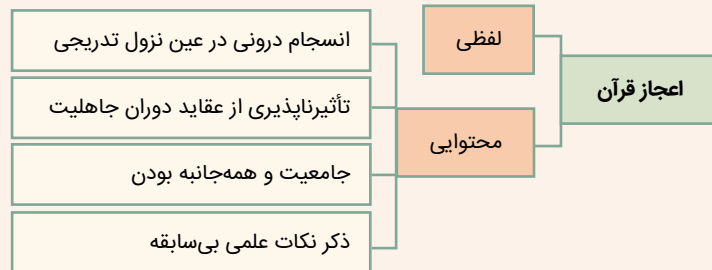 اعجاز قرآن
لفظی
محتوایی
انسجام درونی در عین نزول تدریجی
تأثیرناپذیری از عقاید دوران جاهلیت
جامعیت و همه‌جانبه بودن
ذکر نکات علمی بی‌سابقه